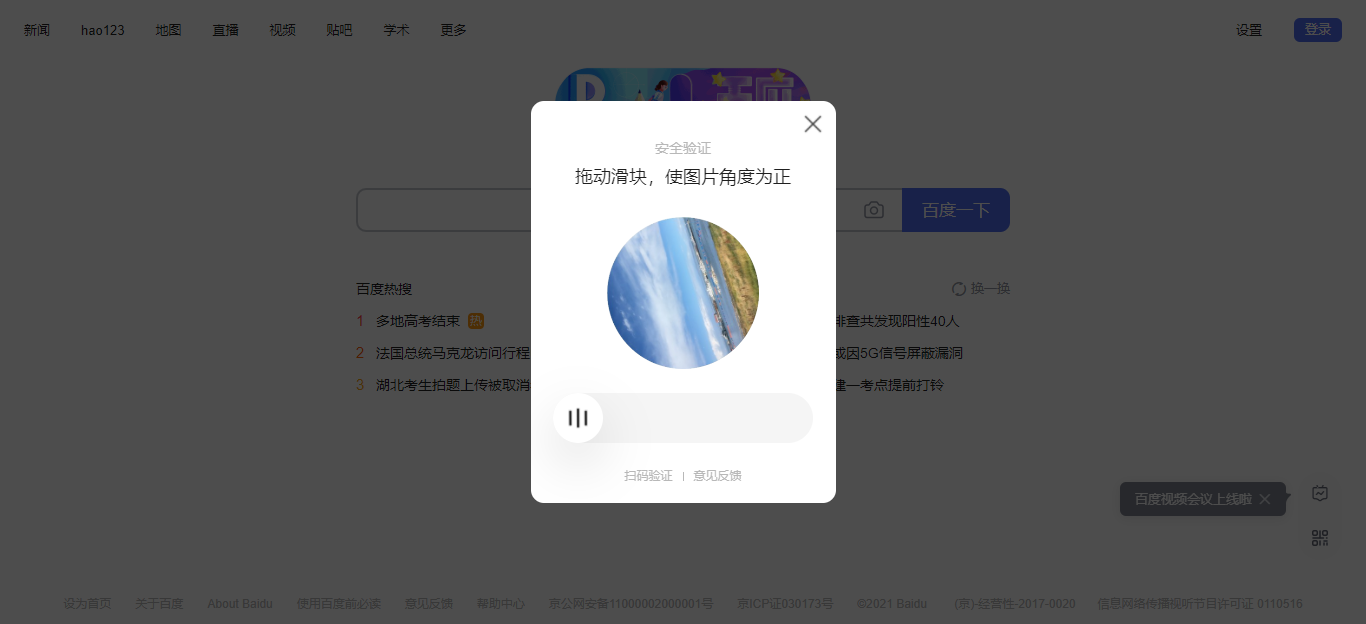 新闻 hao123 地图 直播 视频 贴吧 学术 更多 设置 登录
安全验证
拖动滑块，使图片角度为正
百度一下
百度热搜 换一换
1 多地高考结束 热 排查共发现阳性40人
2 法国总统马克龙访问行程 或因5G信号屏蔽漏洞
3 湖北考生拍题上传被取消 建一考点提前打铃
扫码验证 | 意见反馈
百度视频会议上线啦
设为首页 关于百度 About Baidu 使用百度前必读 意见反馈 帮助中心 京公网安备11000002000001号 京ICP证030173号 ©2021 Baidu (京)-经营性-2017-0020 信息网络传播视听节目许可证 0110516